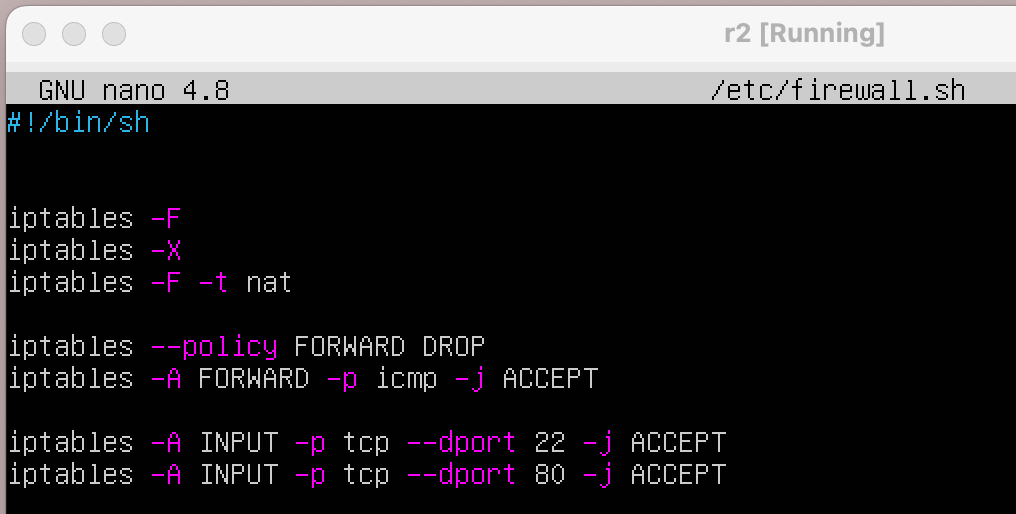 r2 [Running]
GNU nano 4.8 /etc/firewall.sh
#!/bin/sh
iptables -F
iptables -X
iptables -F -t nat
iptables --policy FORWARD DROP
iptables -A FORWARD -p icmp -j ACCEPT
iptables -A INPUT -p tcp --dport 22 -j ACCEPT
iptables -A INPUT -p tcp --dport 80 -j ACCEPT